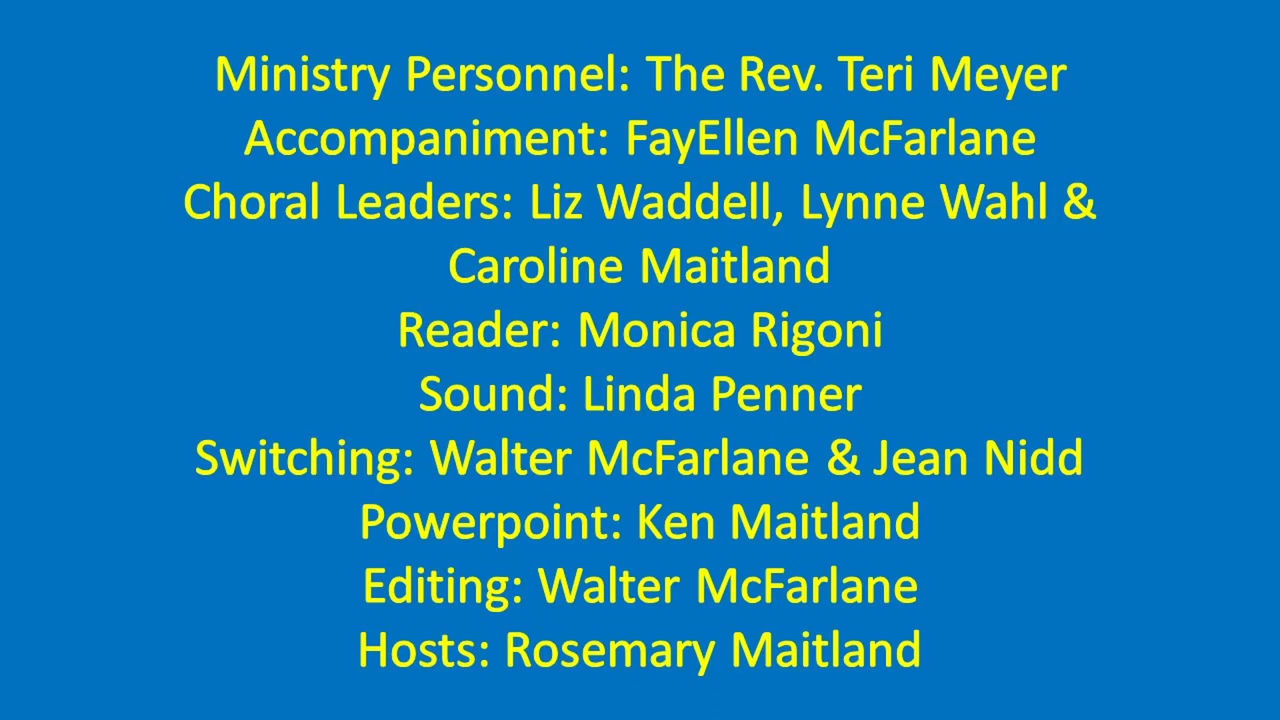 Ministry Personnel: The Rev. Teri Meyer
Accompaniment: FayEllen McFarlane
Choral Leaders: Liz Waddell, Lynne Wahl &
Caroline Maitland
Reader: Monica Rigoni
Sound: Linda Penner
Switching: Walter McFarlane & Jean Nidd
Powerpoint: Ken Maitland
Editing: Walter McFarlane
Hosts: Rosemary Maitland